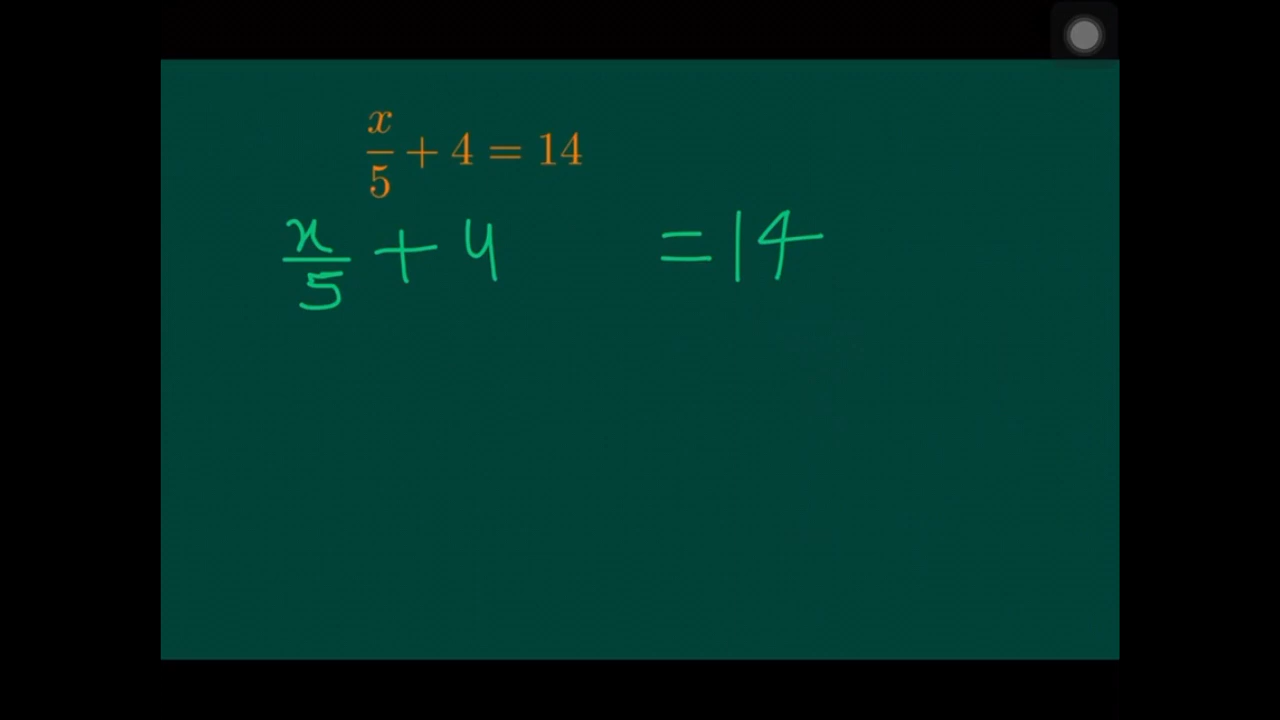 x/5 + 4 = 14
x/5 + 4 = 14